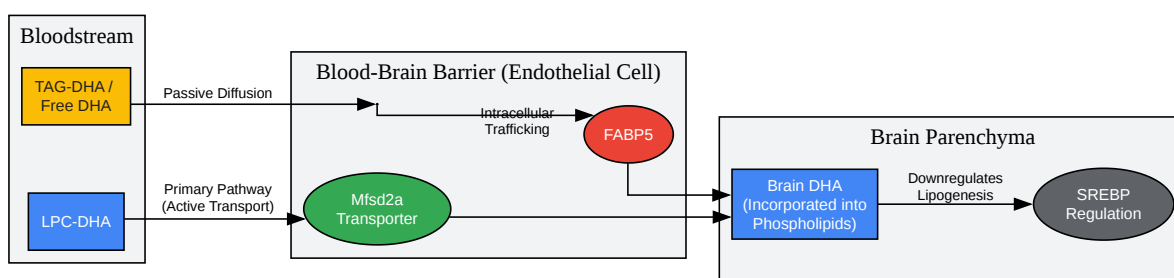 Bloodstream
TAG-DHA /
Free DHA
LPC-DHA
Passive Diffusion
Primary Pathway
(Active Transport)
Blood-Brain Barrier (Endothelial Cell)
Intracellular
Trafficking
FABP5
Mfsd2a
Transporter
Brain Parenchyma
Brain DHA
(Incorporated into
Phospholipids)
Downregulates
Lipogenesis
SREBP
Regulation